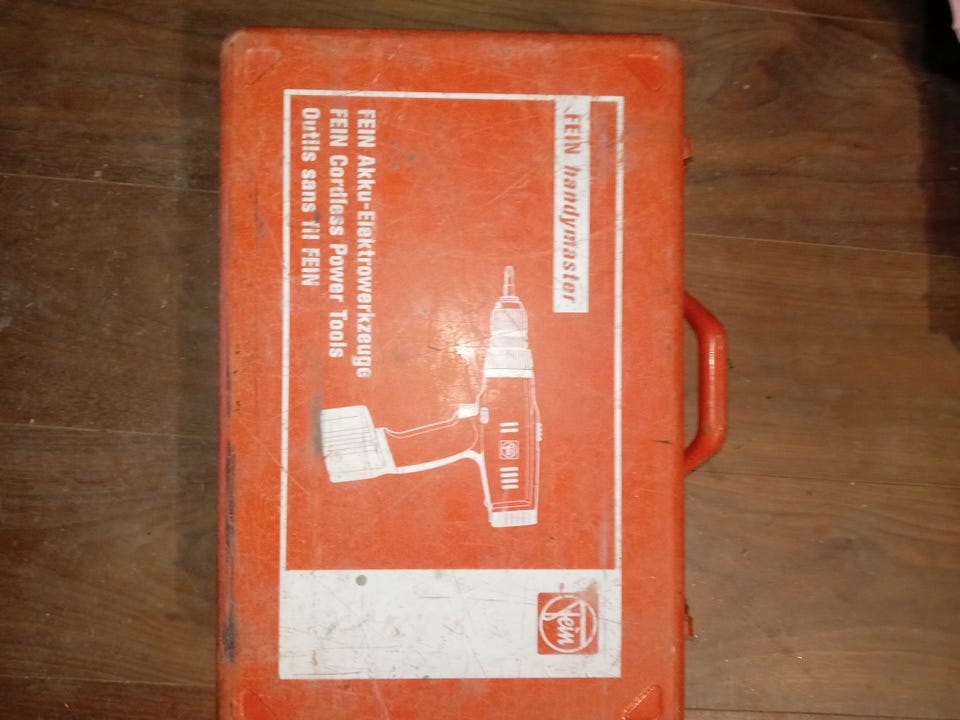 FEIN handymaster
FEIN Akku-Elektrowerkzeuge
FEIN Cordless Power Tools
Outils sans fil FEIN
Fein